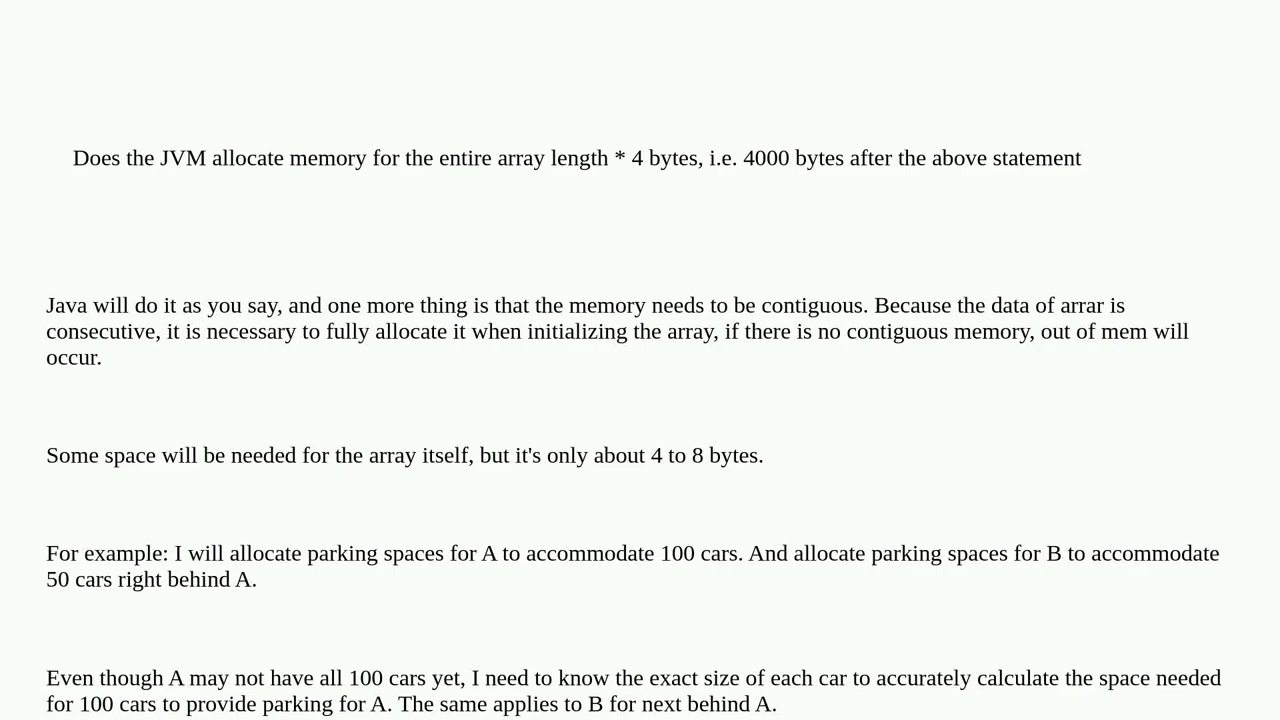 Does the JVM allocate memory for the entire array length * 4 bytes, i.e. 4000 bytes after the above statement
Java will do it as you say, and one more thing is that the memory needs to be contiguous. Because the data of arrar is
consecutive, it is necessary to fully allocate it when initializing the array, if there is no contiguous memory, out of mem will
occur.
Some space will be needed for the array itself, but it's only about 4 to 8 bytes.
For example: I will allocate parking spaces for A to accommodate 100 cars. And allocate parking spaces for B to accommodate
50 cars right behind A.
Even though A may not have all 100 cars yet, I need to know the exact size of each car to accurately calculate the space needed
for 100 cars to provide parking for A. The same applies to B for next behind A.